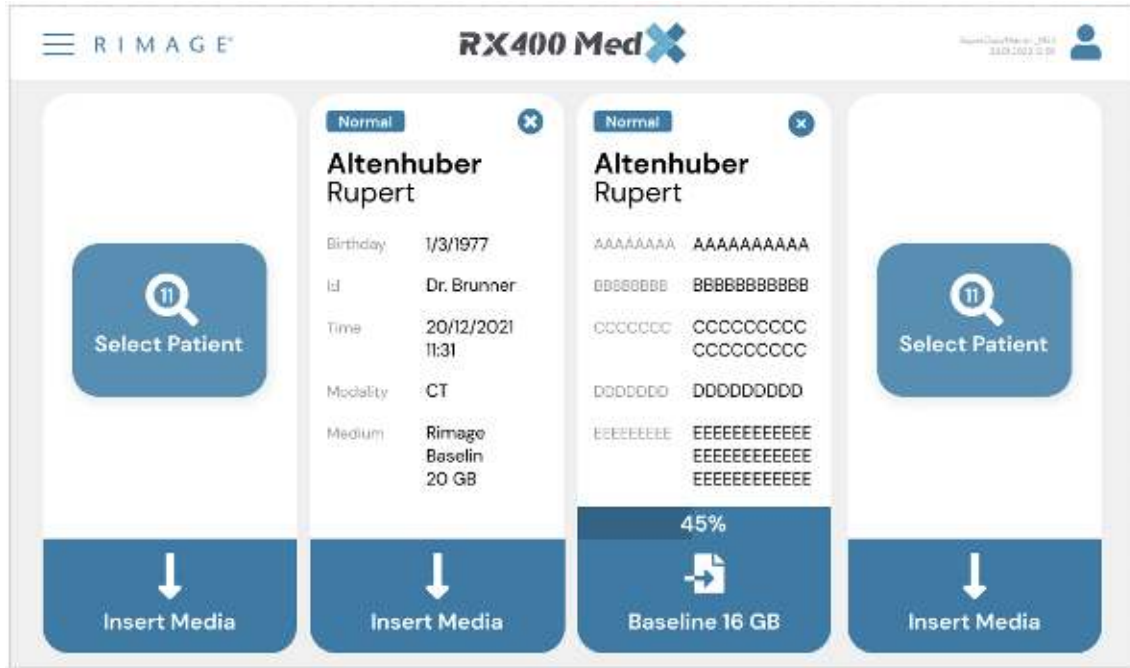 RIMAGE
RX400 Med
11
Select Patient
Insert Media
Normal
Altenhuber
Rupert
Birthday 1/3/1977
Id Dr. Brunner
Time 20/12/2021
11:31
Modality CT
Medium Rimage
Baselin
20 GB
Insert Media
Normal
Altenhuber
Rupert
AAAAAAAA AAAAAAAAAA
BBBBBBBB BBBBBBBBBBB
CCCCCCC CCCCCCCCC
CCCCCCCCC
DDDDDDD DDDDDDDDD
EEEEEEEEE EEEEEEEEEEEE
EEEEEEEEEEEE
EEEEEEEEEEEE
45%
Baseline 16 GB
11
Select Patient
Insert Media